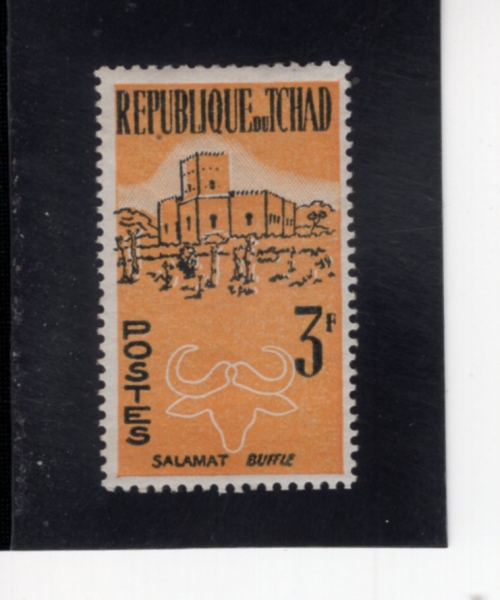 REPUBLIQUE DU TCHAD
3F
POSTES
SALAMAT BUFFLE